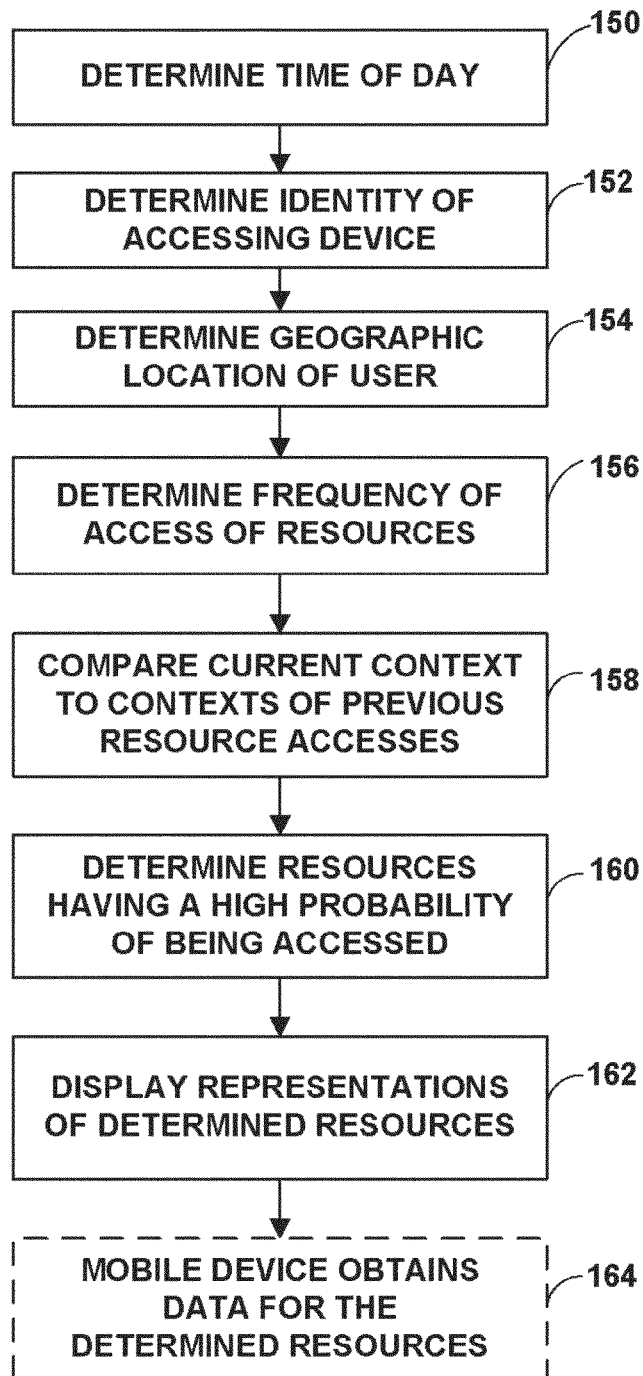 150
DETERMINE TIME OF DAY
152
DETERMINE IDENTITY OF
ACCESSING DEVICE
154
DETERMINE GEOGRAPHIC
LOCATION OF USER
156
DETERMINE FREQUENCY OF
ACCESS OF RESOURCES
158
COMPARE CURRENT CONTEXT
TO CONTEXTS OF PREVIOUS
RESOURCE ACCESSES
160
DETERMINE RESOURCES
HAVING A HIGH PROBABILITY
OF BEING ACCESSED
162
DISPLAY REPRESENTATIONS
OF DETERMINED RESOURCES
164
MOBILE DEVICE OBTAINS
DATA FOR THE
DETERMINED RESOURCES